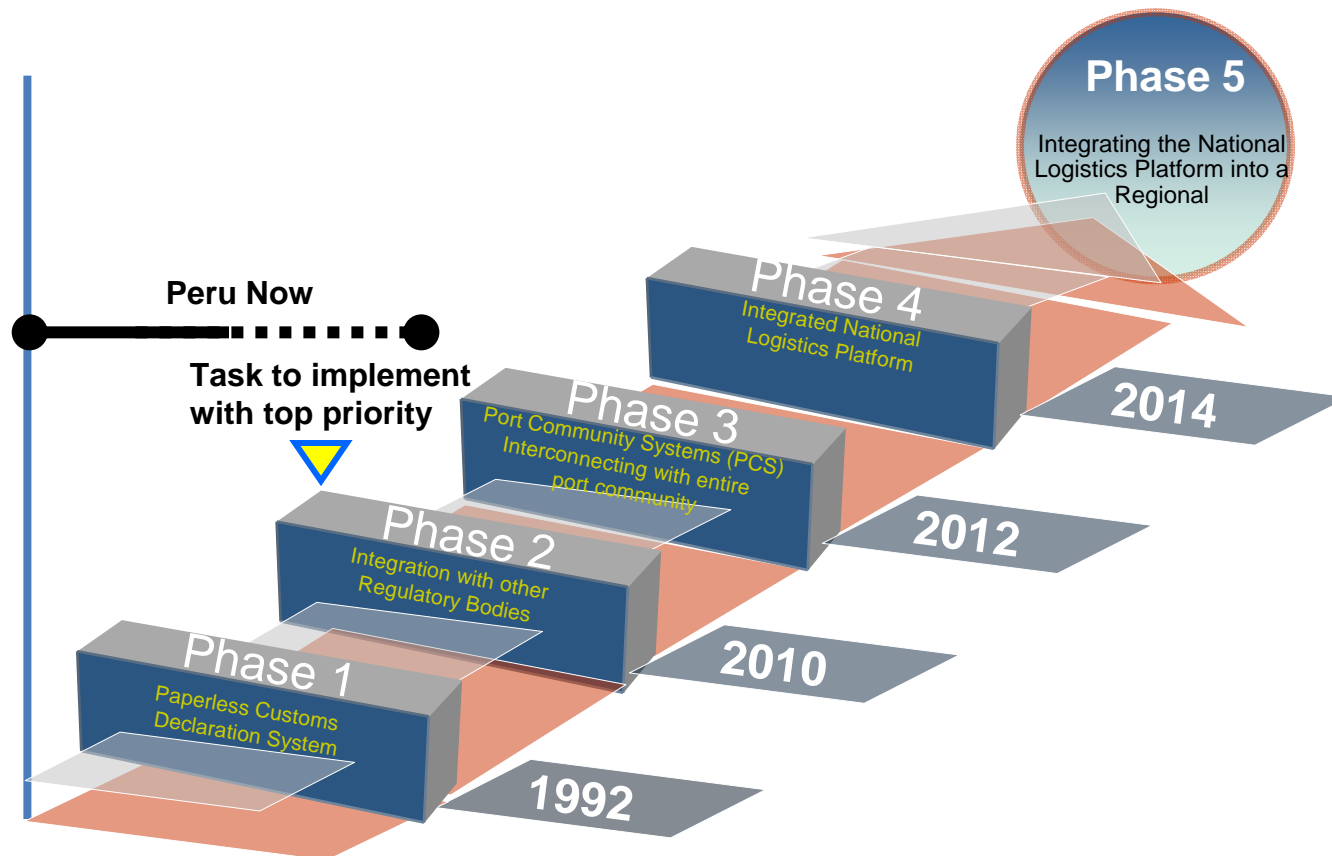 Phase 5
Integrating the National
Logistics Platform into a
Regional
Peru Now
Task to implement
with top priority
Phase 4
Integrated National
Logistics Platform
2014
Phase 3
Port Community Systems (PCS)
Interconnecting with entire
port community
2012
Phase 2
Integration with other
Regulatory Bodies
2010
Phase 1
Paperless Customs
Declaration System
1992